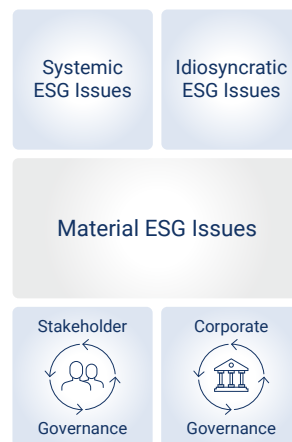 Systemic
ESG Issues
Idiosyncratic
ESG Issues
Material ESG Issues
Stakeholder
Governance
Corporate
Governance